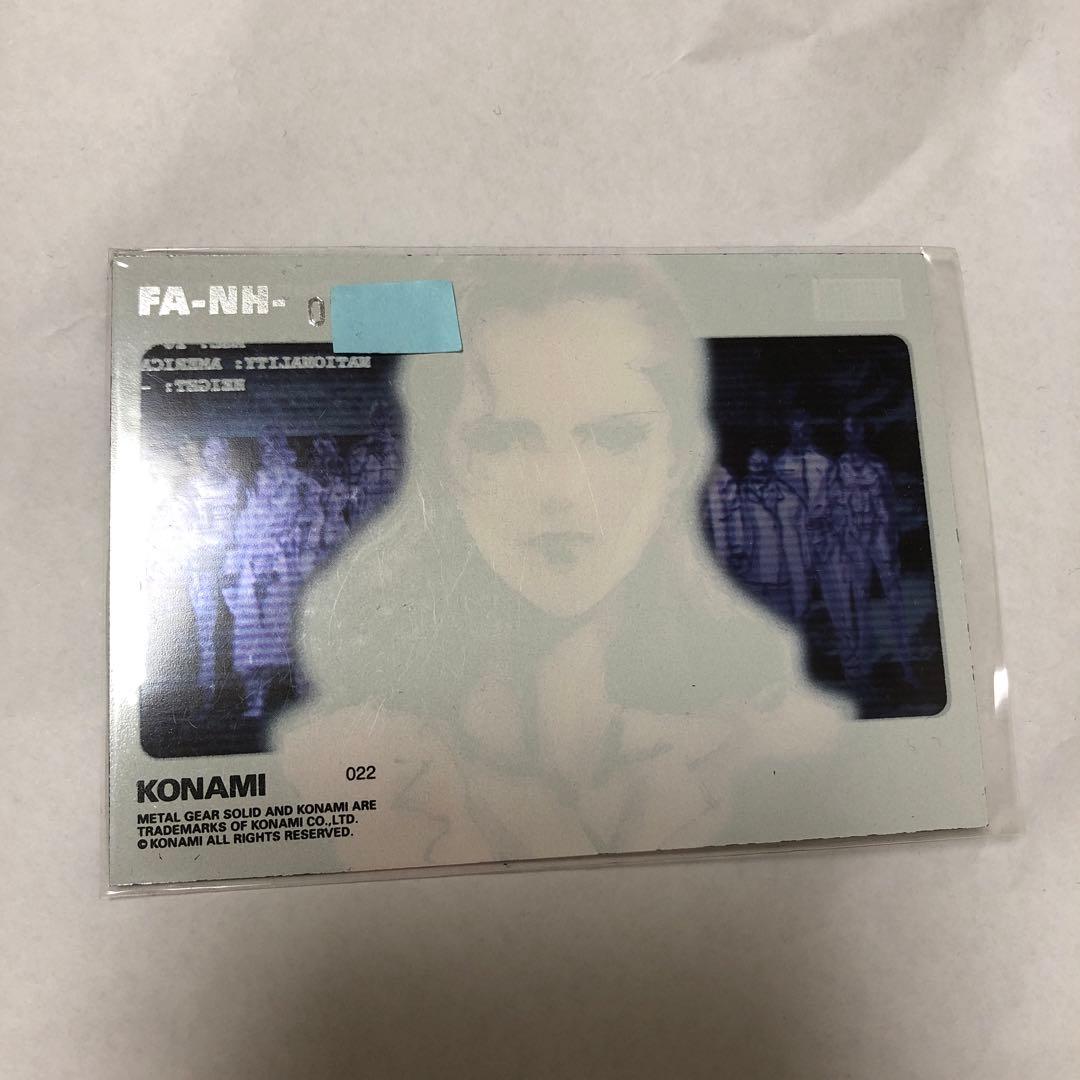 FA-NH-0
NATIONALITY: AMERICA
HEIGHT: -
KONAMI 022
METAL GEAR SOLID AND KONAMI ARE
TRADEMARKS OF KONAMI CO.,LTD.
©KONAMI ALL RIGHTS RESERVED.